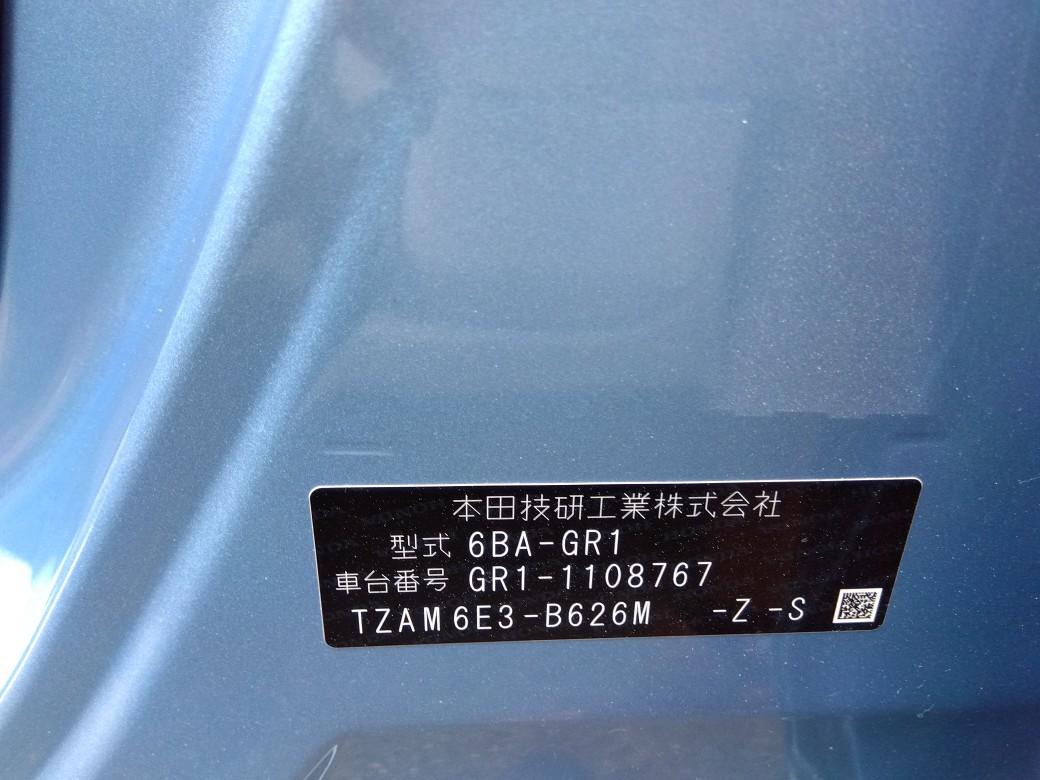 本田技研工業株式会社
型式 6BA-GR1
車台番号 GR1-1108767
TZAM6E3-B626M -Z -S